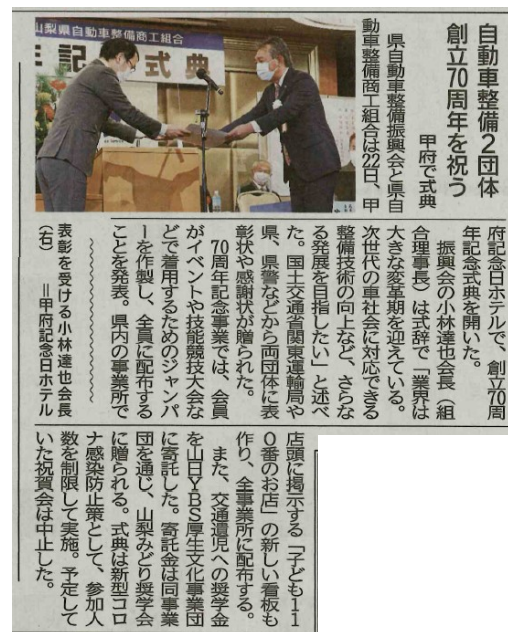 山梨県自動車整備商工組合
年記念式典
自動車整備2団体
創立70周年を祝う
甲府で式典
県自動車整備振興会と県自
動車整備商工組合は22日、甲
府記念日ホテルで、創立70周
年記念式典を開いた。
振興会の小林達也会長（組
合理事長）は式辞で「業界は
大きな変革期を迎えている。
次世代の車社会に対応できる
整備技術の向上など、さらな
る発展を目指したい」と述べ
た。国土交通省関東運輸局や
県、県警などから両団体に表
彰状や感謝状が贈られた。
70周年記念事業では、会員
がイベントや技能競技大会な
どで着用するためのジャンパ
ーを作製し、全員に配布する
ことを発表。県内の事業所で
表彰を受ける小林達也会長
（右）＝甲府記念日ホテル
店頭に掲示する「子ども11
0番のお店」の新しい看板も
作り、全事業所に配布する。
また、交通遺児への奨学金
を山日YBS厚生文化事業団
に寄託した。寄託金は同事業
団を通じ、山梨みどり奨学会
に贈られる。式典は新型コロ
ナ感染防止策として、参加人
数を制限して実施。予定して
いた祝賀会は中止した。